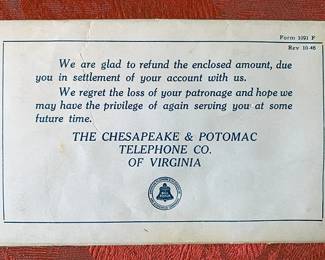 Form 1091 F
Rev 10-46
We are glad to refund the enclosed amount, due
you in settlement of your account with us.
We regret the loss of your patronage and hope we
may have the privilege of again serving you at some
future time.
THE CHESAPEAKE & POTOMAC
TELEPHONE CO.
OF VIRGINIA